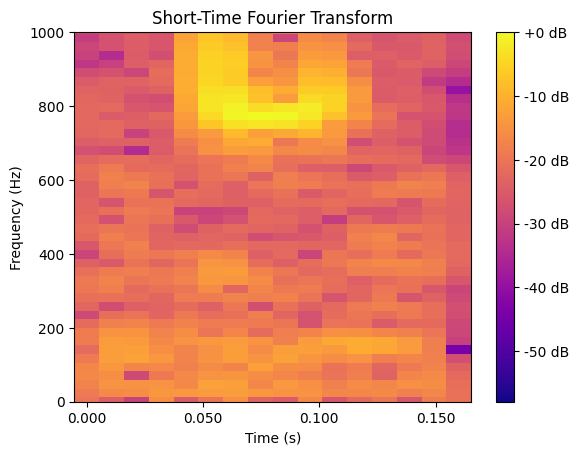 Short-Time Fourier Transform
1000
800
600
400
200
0
Frequency (Hz)
0.000
0.050
0.100
0.150
Time (s)
+0 dB
-10 dB
-20 dB
-30 dB
-40 dB
-50 dB